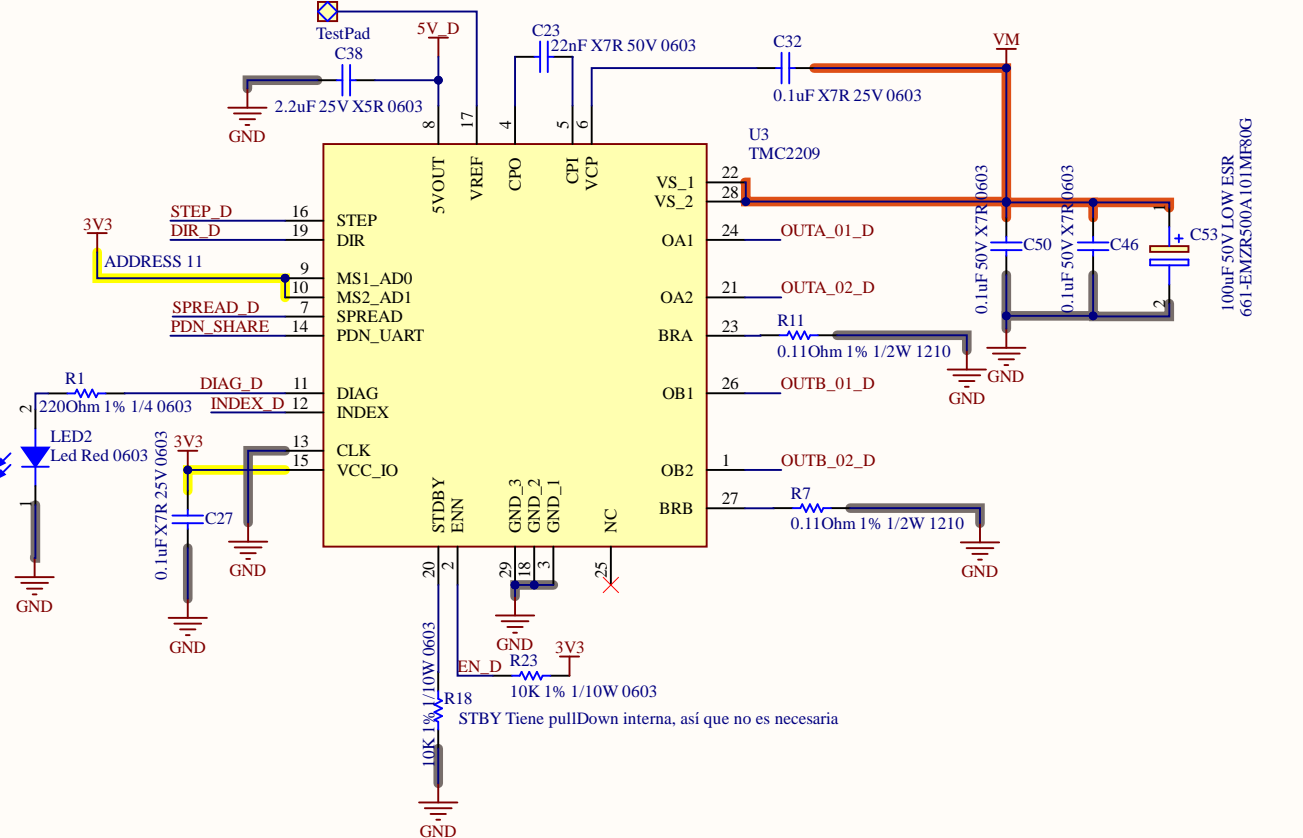 TestPad
C38
2.2uF 25V X5R 0603
GND
5V_D
C23
22nF X7R 50V 0603
C32
0.1uF X7R 25V 0603
VM
8
17
4
5
6
5VOUT
VREF
CPO
CPI
VCP
U3
TMC2209
STEP_D
16
STEP
DIR_D
19
DIR
3V3
ADDRESS 11
9
MS1_AD0
10
MS2_AD1
SPREAD_D
7
SPREAD
PDN_SHARE
14
PDN_UART
R1
220Ohm 1% 1/4 0603
DIAG_D
11
DIAG
INDEX_D
12
INDEX
2
LED2
Led Red 0603
1
GND
13
CLK
3V3
15
VCC_IO
0.1uF X7R 25V 0603
C27
GND
GND
VS_1
22
VS_2
28
OA1
24
OUTA_01_D
OA2
21
OUTA_02_D
BRA
23
R11
0.11Ohm 1% 1/2W 1210
GND
OB1
26
OUTB_01_D
OB2
1
OUTB_02_D
BRB
27
R7
0.11Ohm 1% 1/2W 1210
GND
0.1uF 50V X7R 0603
C50
0.1uF 50V X7R 0603
C46
1
+
C53
2
100uF 50V LOW ESR
661-EMZR500A101MF80G
GND
STDBY
ENN
GND_3
GND_2
GND_1
NC
20
2
29
18
3
25
GND
EN_D
R23
3V3
10K 1% 1/10W 0603
10K 1% 1/10W 0603
R18
STBY Tiene pullDown interna, así que no es necesaria
GND